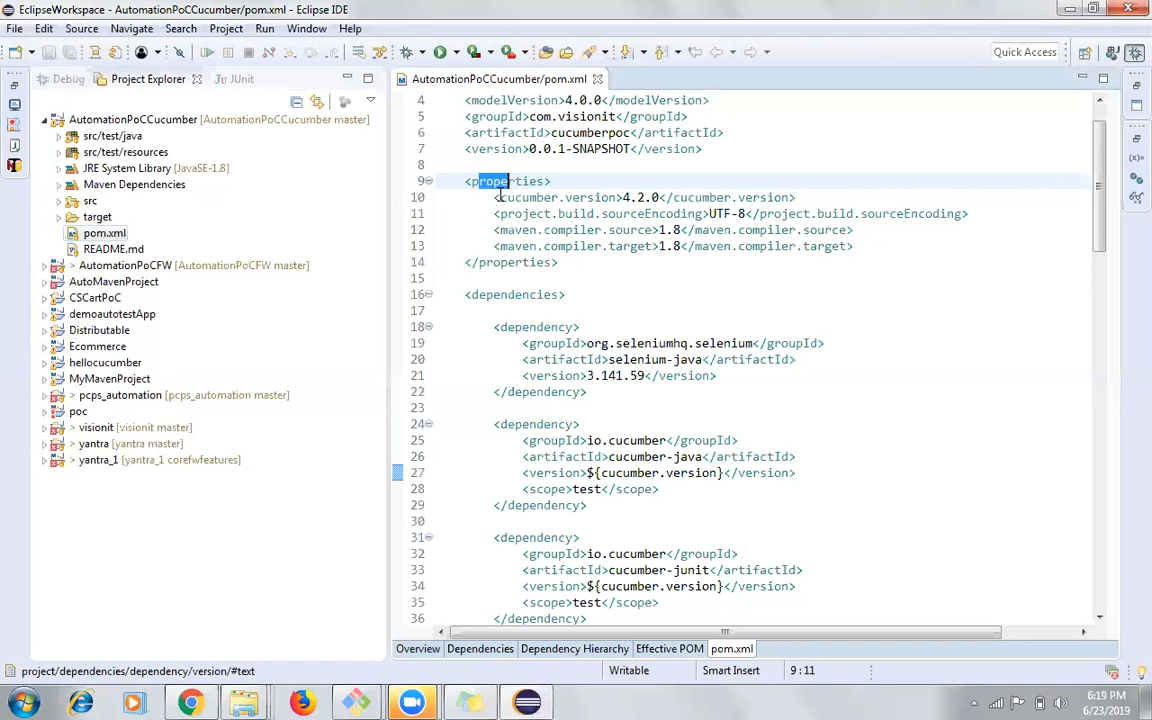 EclipseWorkspace - AutomationPoCCucumber/pom.xml - Eclipse IDE
File Edit Source Navigate Search Project Run Window Help
Quick Access
Debug Project Explorer JUnit
AutomationPoCCucumber/pom.xml
AutomationPoCCucumber [AutomationPoCCucumber master]
src/test/java
src/test/resources
JRE System Library [JavaSE-1.8]
Maven Dependencies
src
target
pom.xml
README.md
> AutomationPoCFW [AutomationPoCFW master]
AutoMavenProject
CSCartPoC
demoautotestApp
Distributable
Ecommerce
hellocucumber
MyMavenProject
> pcps_automation [pcps_automation master]
poc
> visionit [visionit master]
> yantra [yantra master]
> yantra_1 [yantra_1 corefwfeatures]
4 <modelVersion>4.0.0</modelVersion>
5 <groupId>com.visionit</groupId>
6 <artifactId>cucumberpoc</artifactId>
7 <version>0.0.1-SNAPSHOT</version>
8
9 <properties>
10 <cucumber.version>4.2.0</cucumber.version>
11 <project.build.sourceEncoding>UTF-8</project.build.sourceEncoding>
12 <maven.compiler.source>1.8</maven.compiler.source>
13 <maven.compiler.target>1.8</maven.compiler.target>
14 </properties>
15
16 <dependencies>
17
18 <dependency>
19 <groupId>org.seleniumhq.selenium</groupId>
20 <artifactId>selenium-java</artifactId>
21 <version>3.141.59</version>
22 </dependency>
23
24 <dependency>
25 <groupId>io.cucumber</groupId>
26 <artifactId>cucumber-java</artifactId>
27 <version>${cucumber.version}</version>
28 <scope>test</scope>
29 </dependency>
30
31 <dependency>
32 <groupId>io.cucumber</groupId>
33 <artifactId>cucumber-junit</artifactId>
34 <version>${cucumber.version}</version>
35 <scope>test</scope>
36 </dependency>
Overview Dependencies Dependency Hierarchy Effective POM pom.xml
project/dependencies/dependency/version/#text
Writable
Smart Insert
9 : 11
6:19 PM
6/23/2019